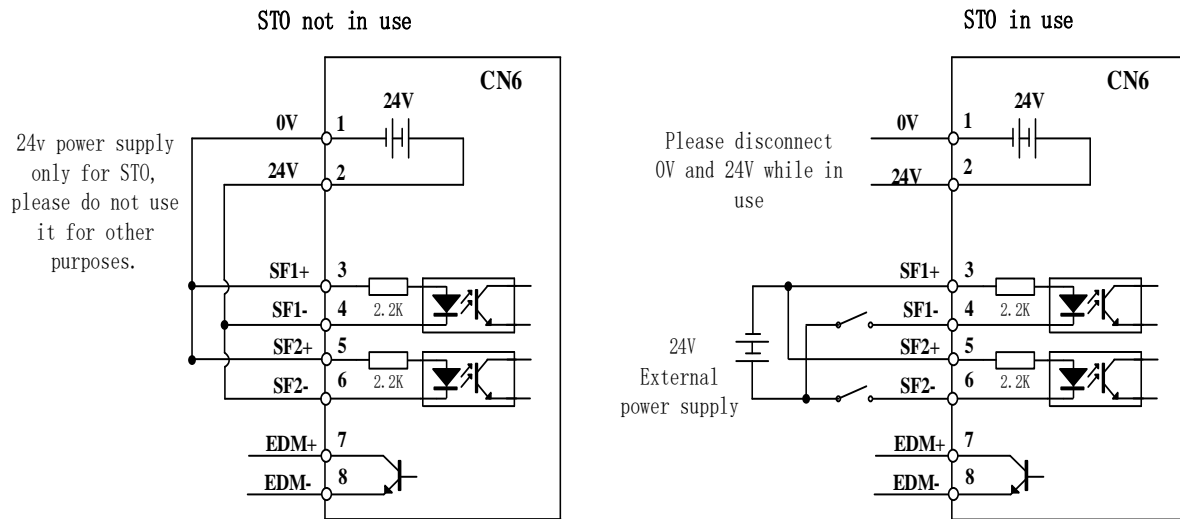 STO not in use
CN6
24V
0V
1
24V
2
24v power supply
only for STO,
please do not use
it for other
purposes.
SF1+
3
2.2K
SF1-
4
SF2+
5
2.2K
SF2-
6
EDM+
7
EDM-
8
STO in use
CN6
24V
0V
1
24V
2
Please disconnect
0V and 24V while in
use
SF1+
3
2.2K
SF1-
4
SF2+
5
2.2K
SF2-
6
24V
External
power supply
EDM+
7
EDM-
8